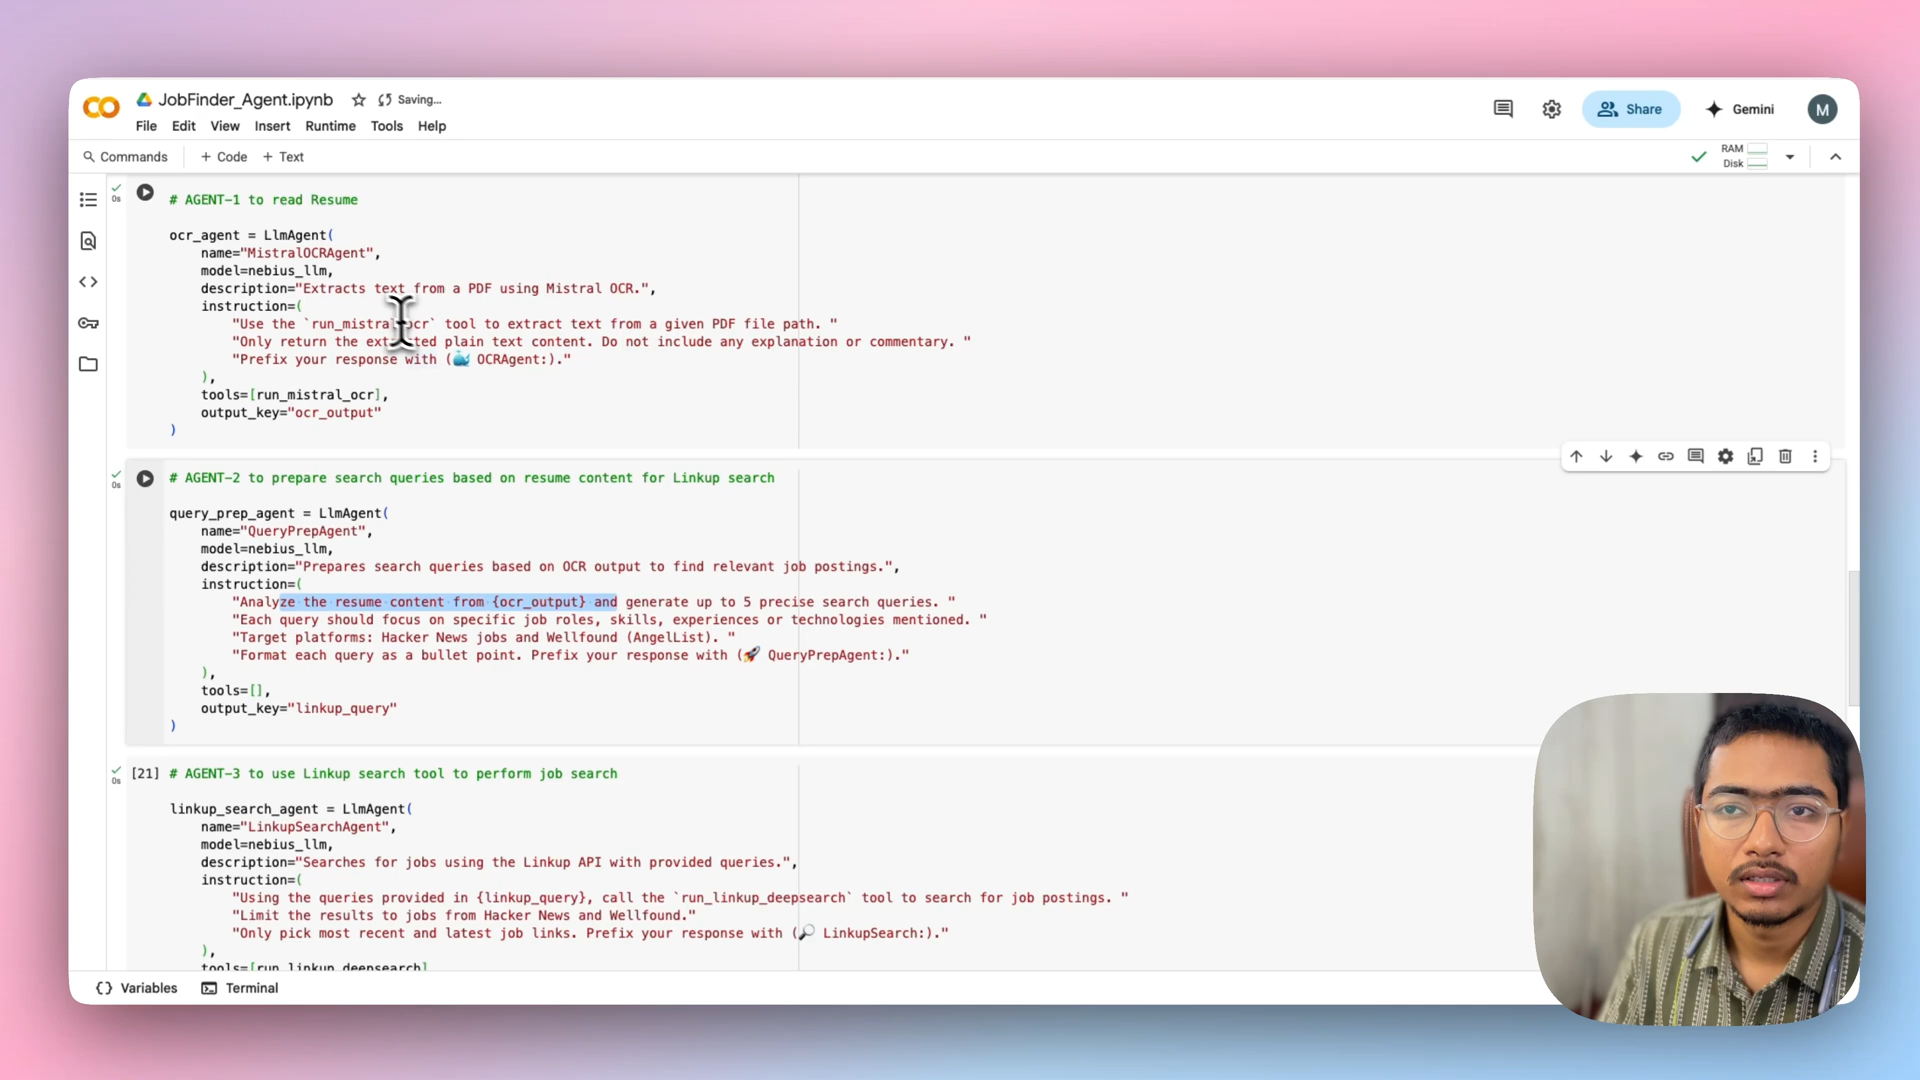 JobFinder_Agent.ipynb Saving...
Share
Gemini
M
File Edit View Insert Runtime Tools Help
Commands + Code + Text
RAM
Disk
0s
# AGENT-1 to read Resume
ocr_agent = LlmAgent(
name="MistralOCRAgent",
model=nebius_llm,
description="Extracts text from a PDF using Mistral OCR.",
instruction=(
"Use the `run_mistral_ocr` tool to extract text from a given PDF file path. "
"Only return the extracted plain text content. Do not include any explanation or commentary. "
"Prefix your response with (🐳 OCRAgent:)."
),
tools=[run_mistral_ocr],
output_key="ocr_output"
)
0s
# AGENT-2 to prepare search queries based on resume content for Linkup search
query_prep_agent = LlmAgent(
name="QueryPrepAgent",
model=nebius_llm,
description="Prepares search queries based on OCR output to find relevant job postings.",
instruction=(
"Analyze the resume content from {ocr_output} and generate up to 5 precise search queries. "
"Each query should focus on specific job roles, skills, experiences or technologies mentioned. "
"Target platforms: Hacker News jobs and Wellfound (AngelList). "
"Format each query as a bullet point. Prefix your response with (🚀 QueryPrepAgent:)."
),
tools=[],
output_key="linkup_query"
)
0s
[21] # AGENT-3 to use Linkup search tool to perform job search
linkup_search_agent = LlmAgent(
name="LinkupSearchAgent",
model=nebius_llm,
description="Searches for jobs using the Linkup API with provided queries.",
instruction=(
"Using the queries provided in {linkup_query}, call the `run_linkup_deepsearch` tool to search for job postings. "
"Limit the results to jobs from Hacker News and Wellfound."
"Only pick most recent and latest job links. Prefix your response with (🔎 LinkupSearch:)."
),
tools=[run_linkup_deepsearch]
Variables Terminal